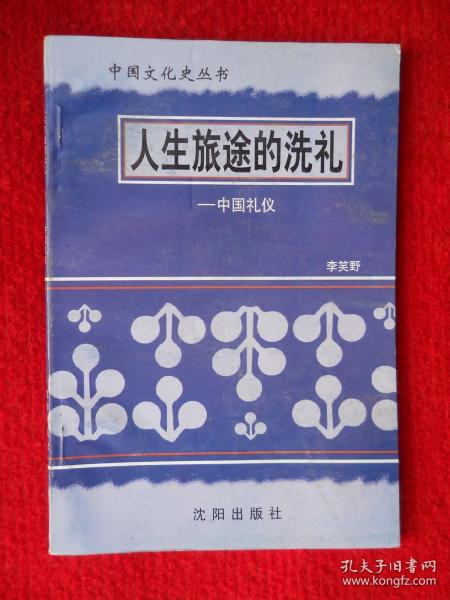 中国文化史丛书
人生旅途的洗礼
—中国礼仪
李笑野
沈阳出版社
孔夫子旧书网
www.kongfz.com